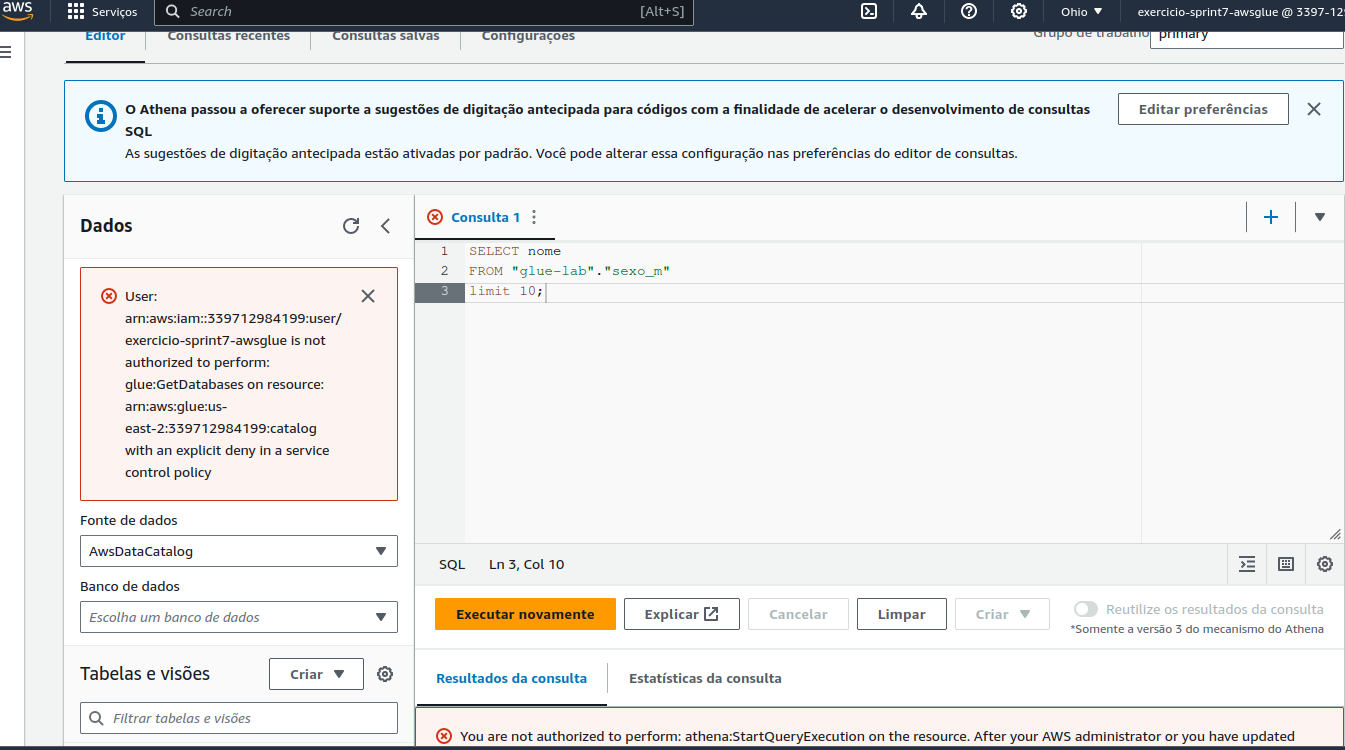 aws
Serviços
Search
[Alt+S]
Ohio
exercicio-sprint7-awsglue @ 3397-129
Editor
Consultas recentes
Consultas salvas
Configurações
Grupo de trabalho
primary
O Athena passou a oferecer suporte a sugestões de digitação antecipada para códigos com a finalidade de acelerar o desenvolvimento de consultas
SQL
As sugestões de digitação antecipada estão ativadas por padrão. Você pode alterar essa configuração nas preferências do editor de consultas.
Editar preferências
Dados
User:
arn:aws:iam::339712984199:user/
exercicio-sprint7-awsglue is not
authorized to perform:
glue:GetDatabases on resource:
arn:aws:glue:us-
east-2:339712984199:catalog
with an explicit deny in a service
control policy
Fonte de dados
AwsDataCatalog
Banco de dados
Escolha um banco de dados
Tabelas e visões
Criar
Filtrar tabelas e visões
Consulta 1
1 SELECT nome
2 FROM "glue-lab"."sexo_m"
3 limit 10;
SQL
Ln 3, Col 10
Executar novamente
Explicar
Cancelar
Limpar
Criar
Reutilize os resultados da consulta
*Somente a versão 3 do mecanismo do Athena
Resultados da consulta
Estatísticas da consulta
You are not authorized to perform: athena:StartQueryExecution on the resource. After your AWS administrator or you have updated